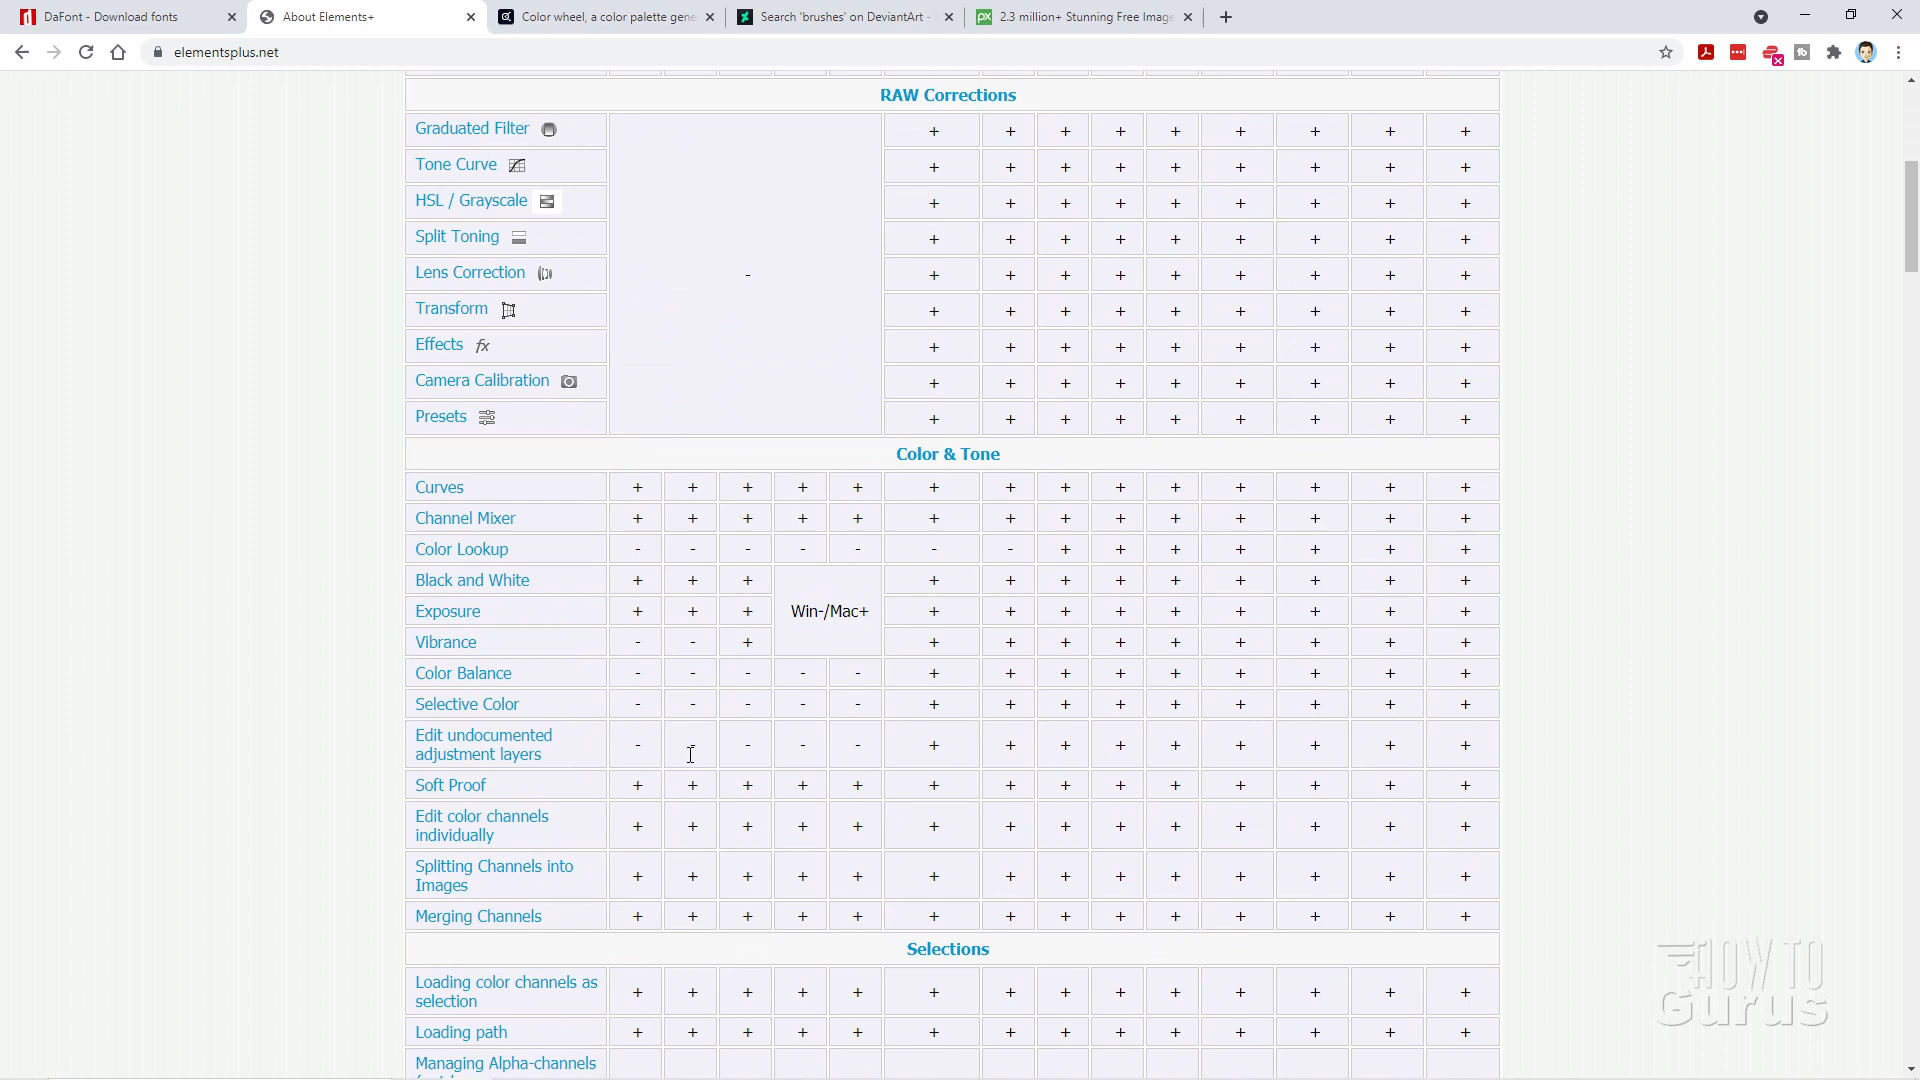 DaFont - Download fonts
About Elements+
Color wheel, a color palette gene
Search 'brushes' on DeviantArt -
2.3 million+ Stunning Free Image
elementsplus.net
RAW Corrections
Graduated Filter + + + + + + + + +
Tone Curve + + + + + + + + +
HSL / Grayscale + + + + + + + + +
Split Toning + + + + + + + + +
Lens Correction - + + + + + + + + +
Transform + + + + + + + + +
Effects fx + + + + + + + + +
Camera Calibration + + + + + + + + +
Presets + + + + + + + + +
Color & Tone
Curves + + + + + + + + + + + + + +
Channel Mixer + + + + + + + + + + + + + +
Color Lookup - - - - - - - + + + + + + +
Black and White + + + + + + + + + + + +
Exposure + + + Win-/Mac+ + + + + + + + + +
Vibrance - - + + + + + + + + + +
Color Balance - - - - - + + + + + + + + +
Selective Color - - - - - + + + + + + + + +
Edit undocumented
adjustment layers - - - - - + + + + + + + + +
Soft Proof + + + + + + + + + + + + + +
Edit color channels
individually + + + + + + + + + + + + + +
Splitting Channels into
Images + + + + + + + + + + + + + +
Merging Channels + + + + + + + + + + + + + +
Selections
Loading color channels as
selection + + + + + + + + + + + + + +
Loading path + + + + + + + + + + + + + +
Managing Alpha-channels
HOW TO
Gurus